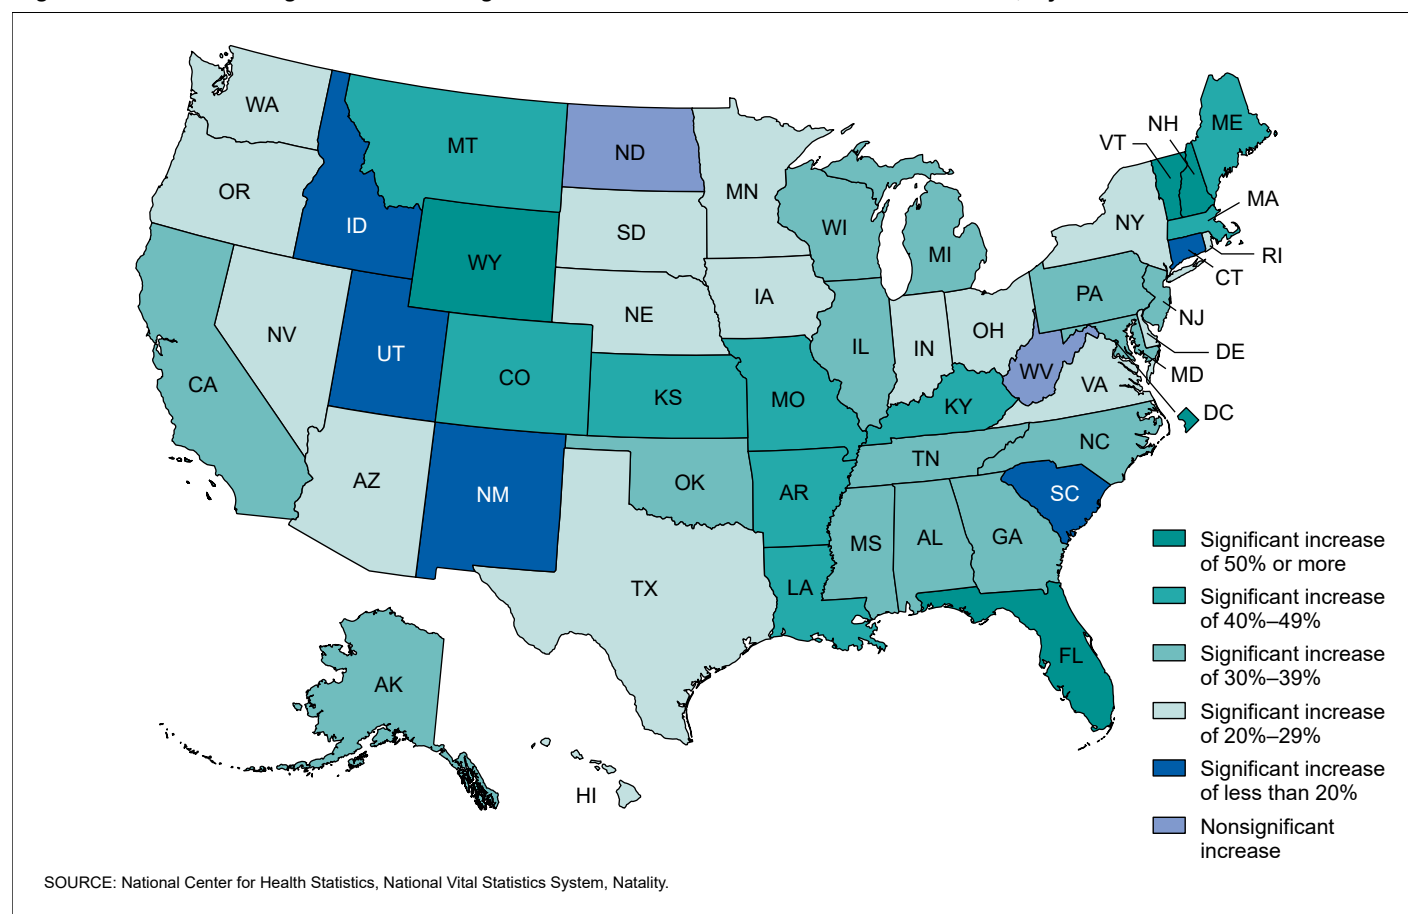 WA
MT
ND
MN
OR
ID
WY
SD
WI
MI
NY
VT
NH
ME
MA
RI
CT
NJ
DE
MD
DC
PA
IA
NE
NV
UT
CO
CA
KS
MO
IL
IN
OH
WV
VA
KY
NC
TN
AZ
NM
OK
AR
SC
MS
AL
GA
TX
LA
FL
AK
HI
Significant increase
of 50% or more
Significant increase
of 40%–49%
Significant increase
of 30%–39%
Significant increase
of 20%–29%
Significant increase
of less than 20%
Nonsignificant
increase
SOURCE: National Center for Health Statistics, National Vital Statistics System, Natality.